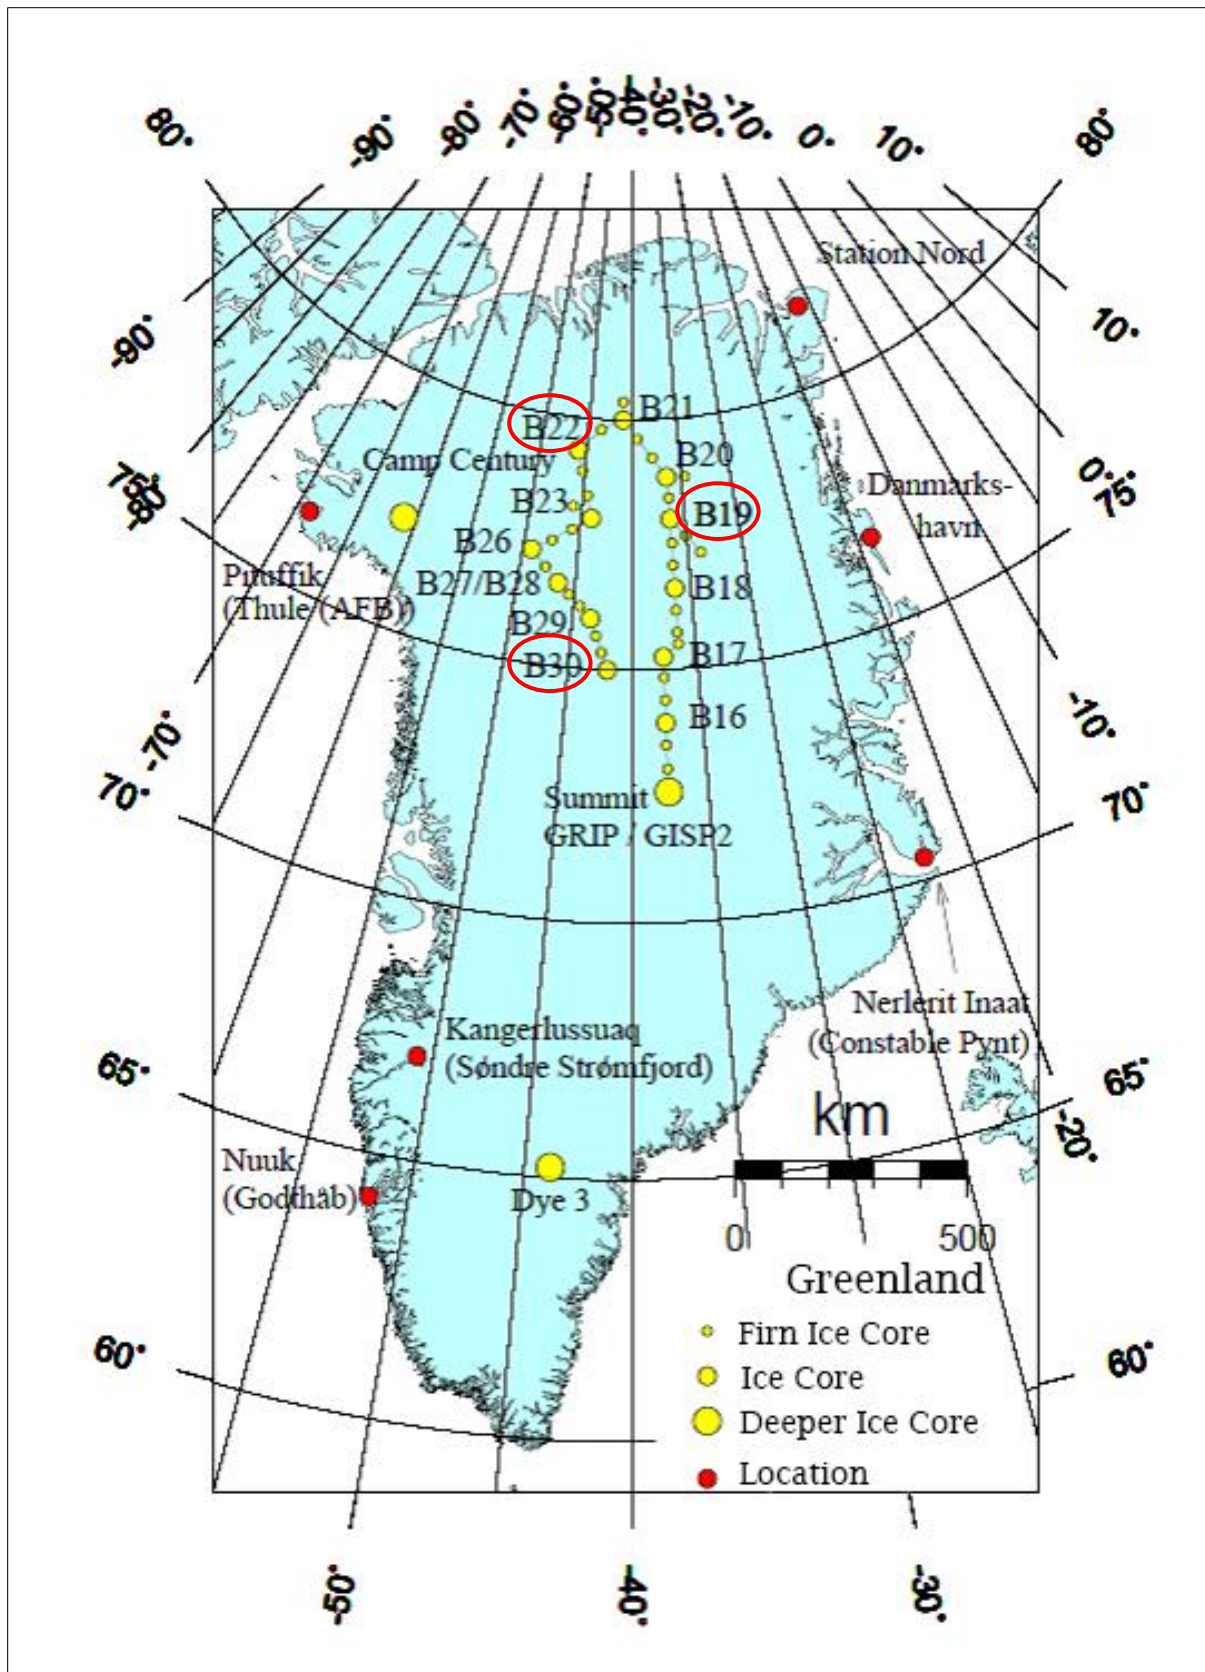 80°
-90°
-80°
-70°
-60°
-50°
-40°
-30°
-20°
-10°
0°
10°
80°
Station Nord
-90°
10°
B21
B22
Camp Century
B20
0°
75°
-80°
75°
B23
B19
Danmarks-
havn
B26
Pituffik
(Thule (AFB))
B27/B28
B18
B29
B30
B17
-70°
B16
-10°
70°
Summit
GRIP / GISP2
70°
Nerlerit Inaat
(Constable Pynt)
Kangerlussuaq
(Søndre Strømfjord)
65°
65°
km
-20°
Nuuk
(Godthåb)
Dye 3
0
500
Greenland
60°
60°
Firn Ice Core
Ice Core
Deeper Ice Core
Location
-50°
-40°
-30°